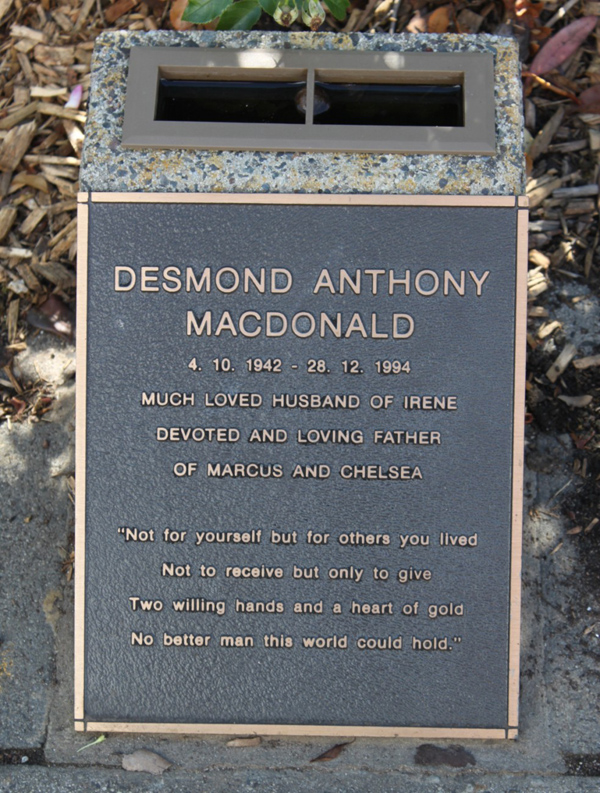 DESMOND ANTHONY
MACDONALD
4. 10. 1942 - 28. 12. 1994
MUCH LOVED HUSBAND OF IRENE
DEVOTED AND LOVING FATHER
OF MARCUS AND CHELSEA
"Not for yourself but for others you lived
Not to receive but only to give
Two willing hands and a heart of gold
No better man this world could hold."